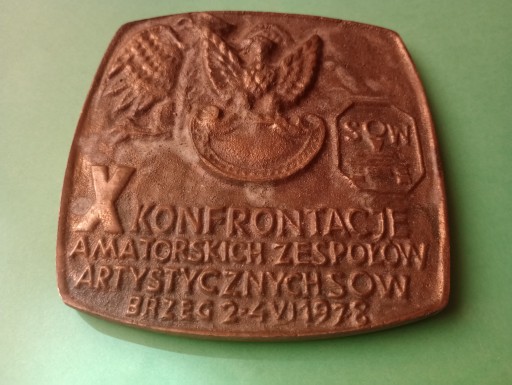 SOW
X KONFRONTACJE
AMATORSKICH ZESPOŁÓW
ARTYSTYCZNYCH SOW
BRZEG 2-4 VI 1978